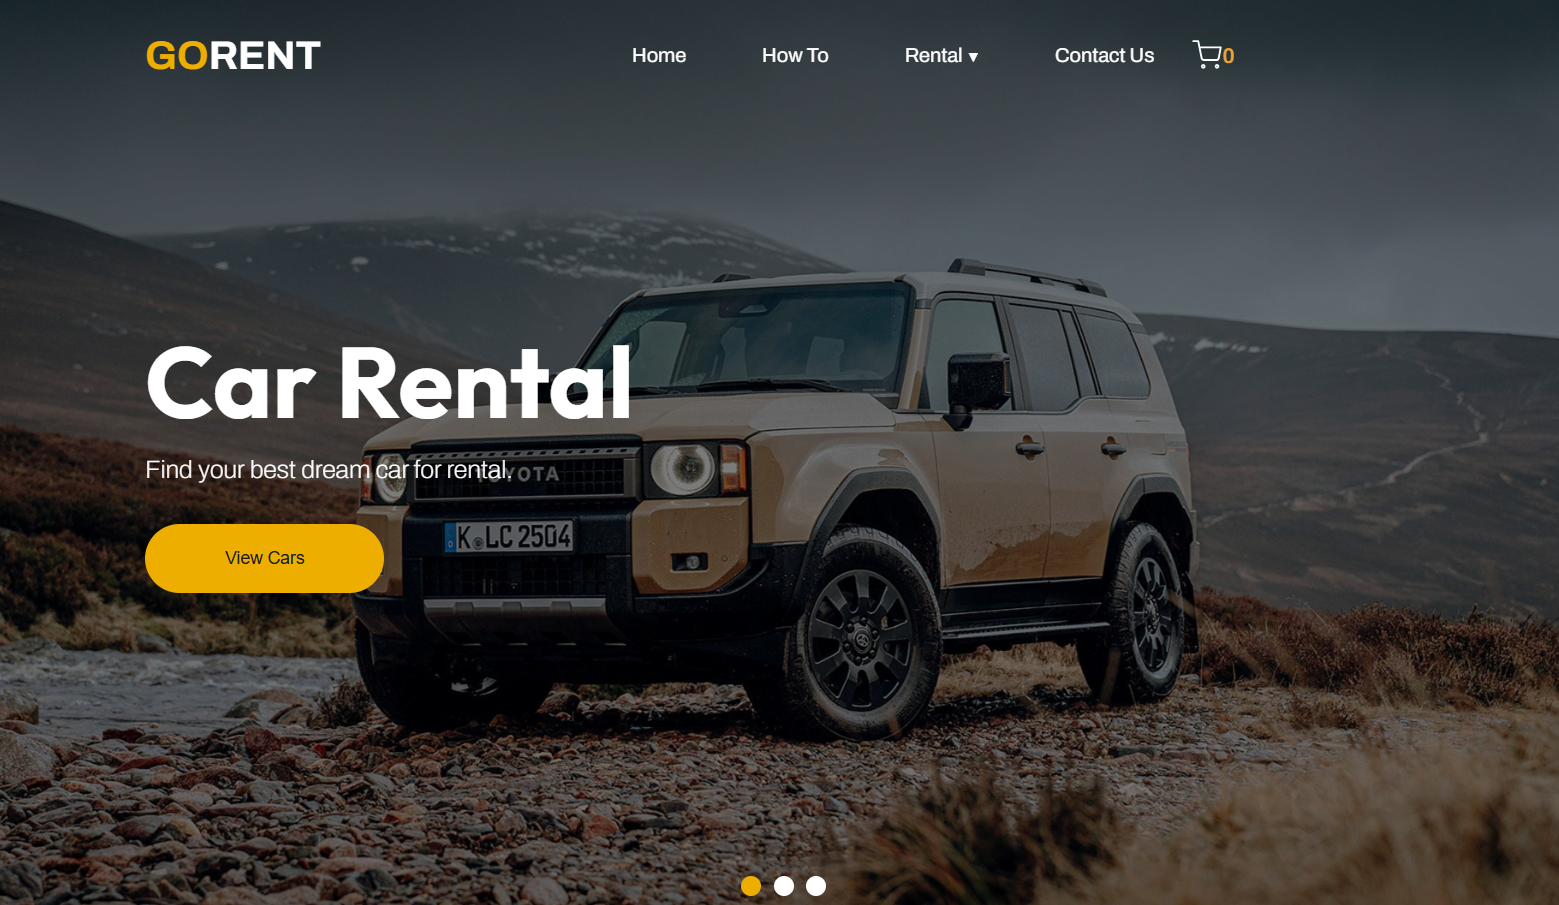 GORENT
Home
How To
Rental ▾
Contact Us
0
Car Rental
Find your best dream car for rental.
TOYOTA
K LC 2504
View Cars